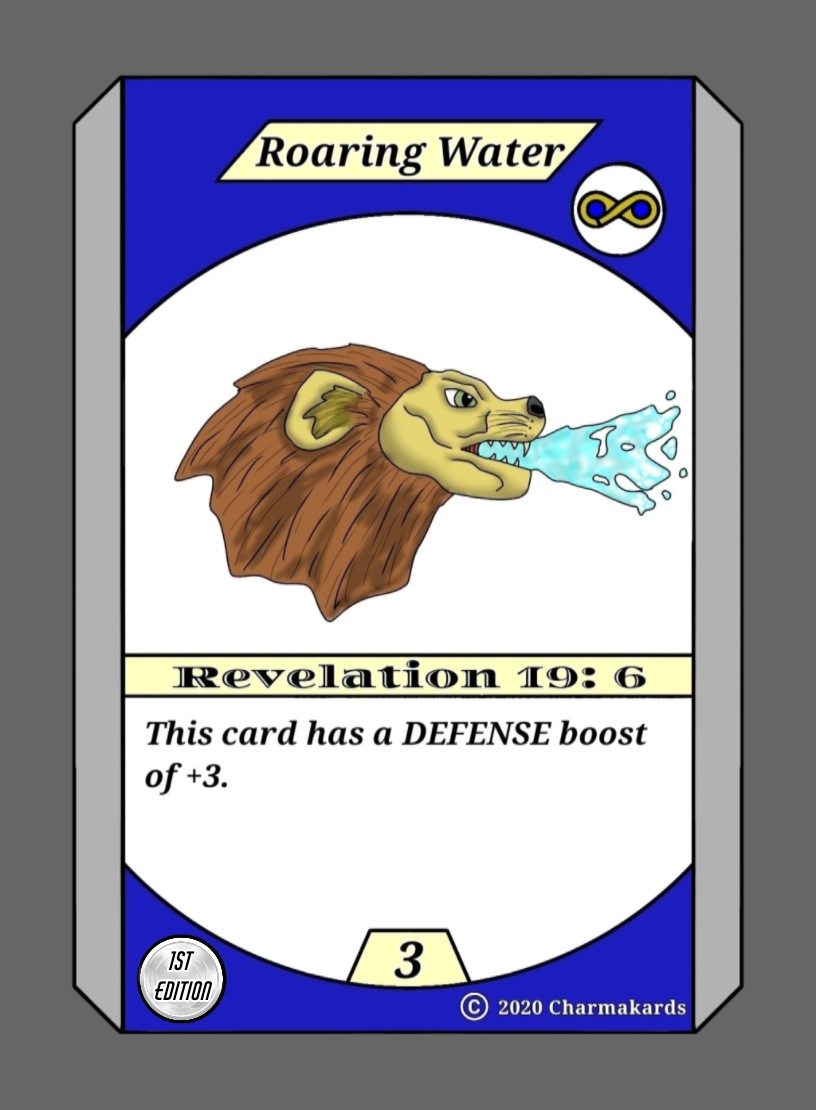 Roaring Water
Revelation 19: 6
This card has a DEFENSE boost
of +3.
3
1ST
EDITION
© 2020 Charmakards